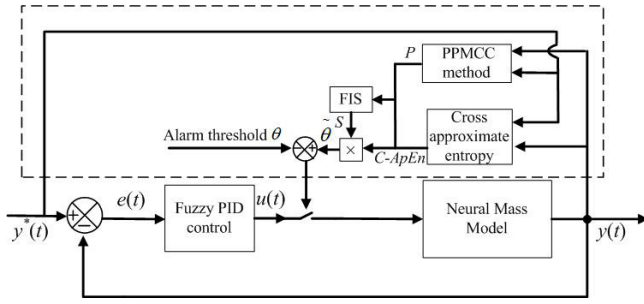 P
PPMCC
method
FIS
S
Alarm threshold θ
+
θ̃
×
C-ApEn
Cross
approximate
entropy
y*(t)
+
−
e(t)
Fuzzy PID
control
u(t)
Neural Mass
Model
y(t)